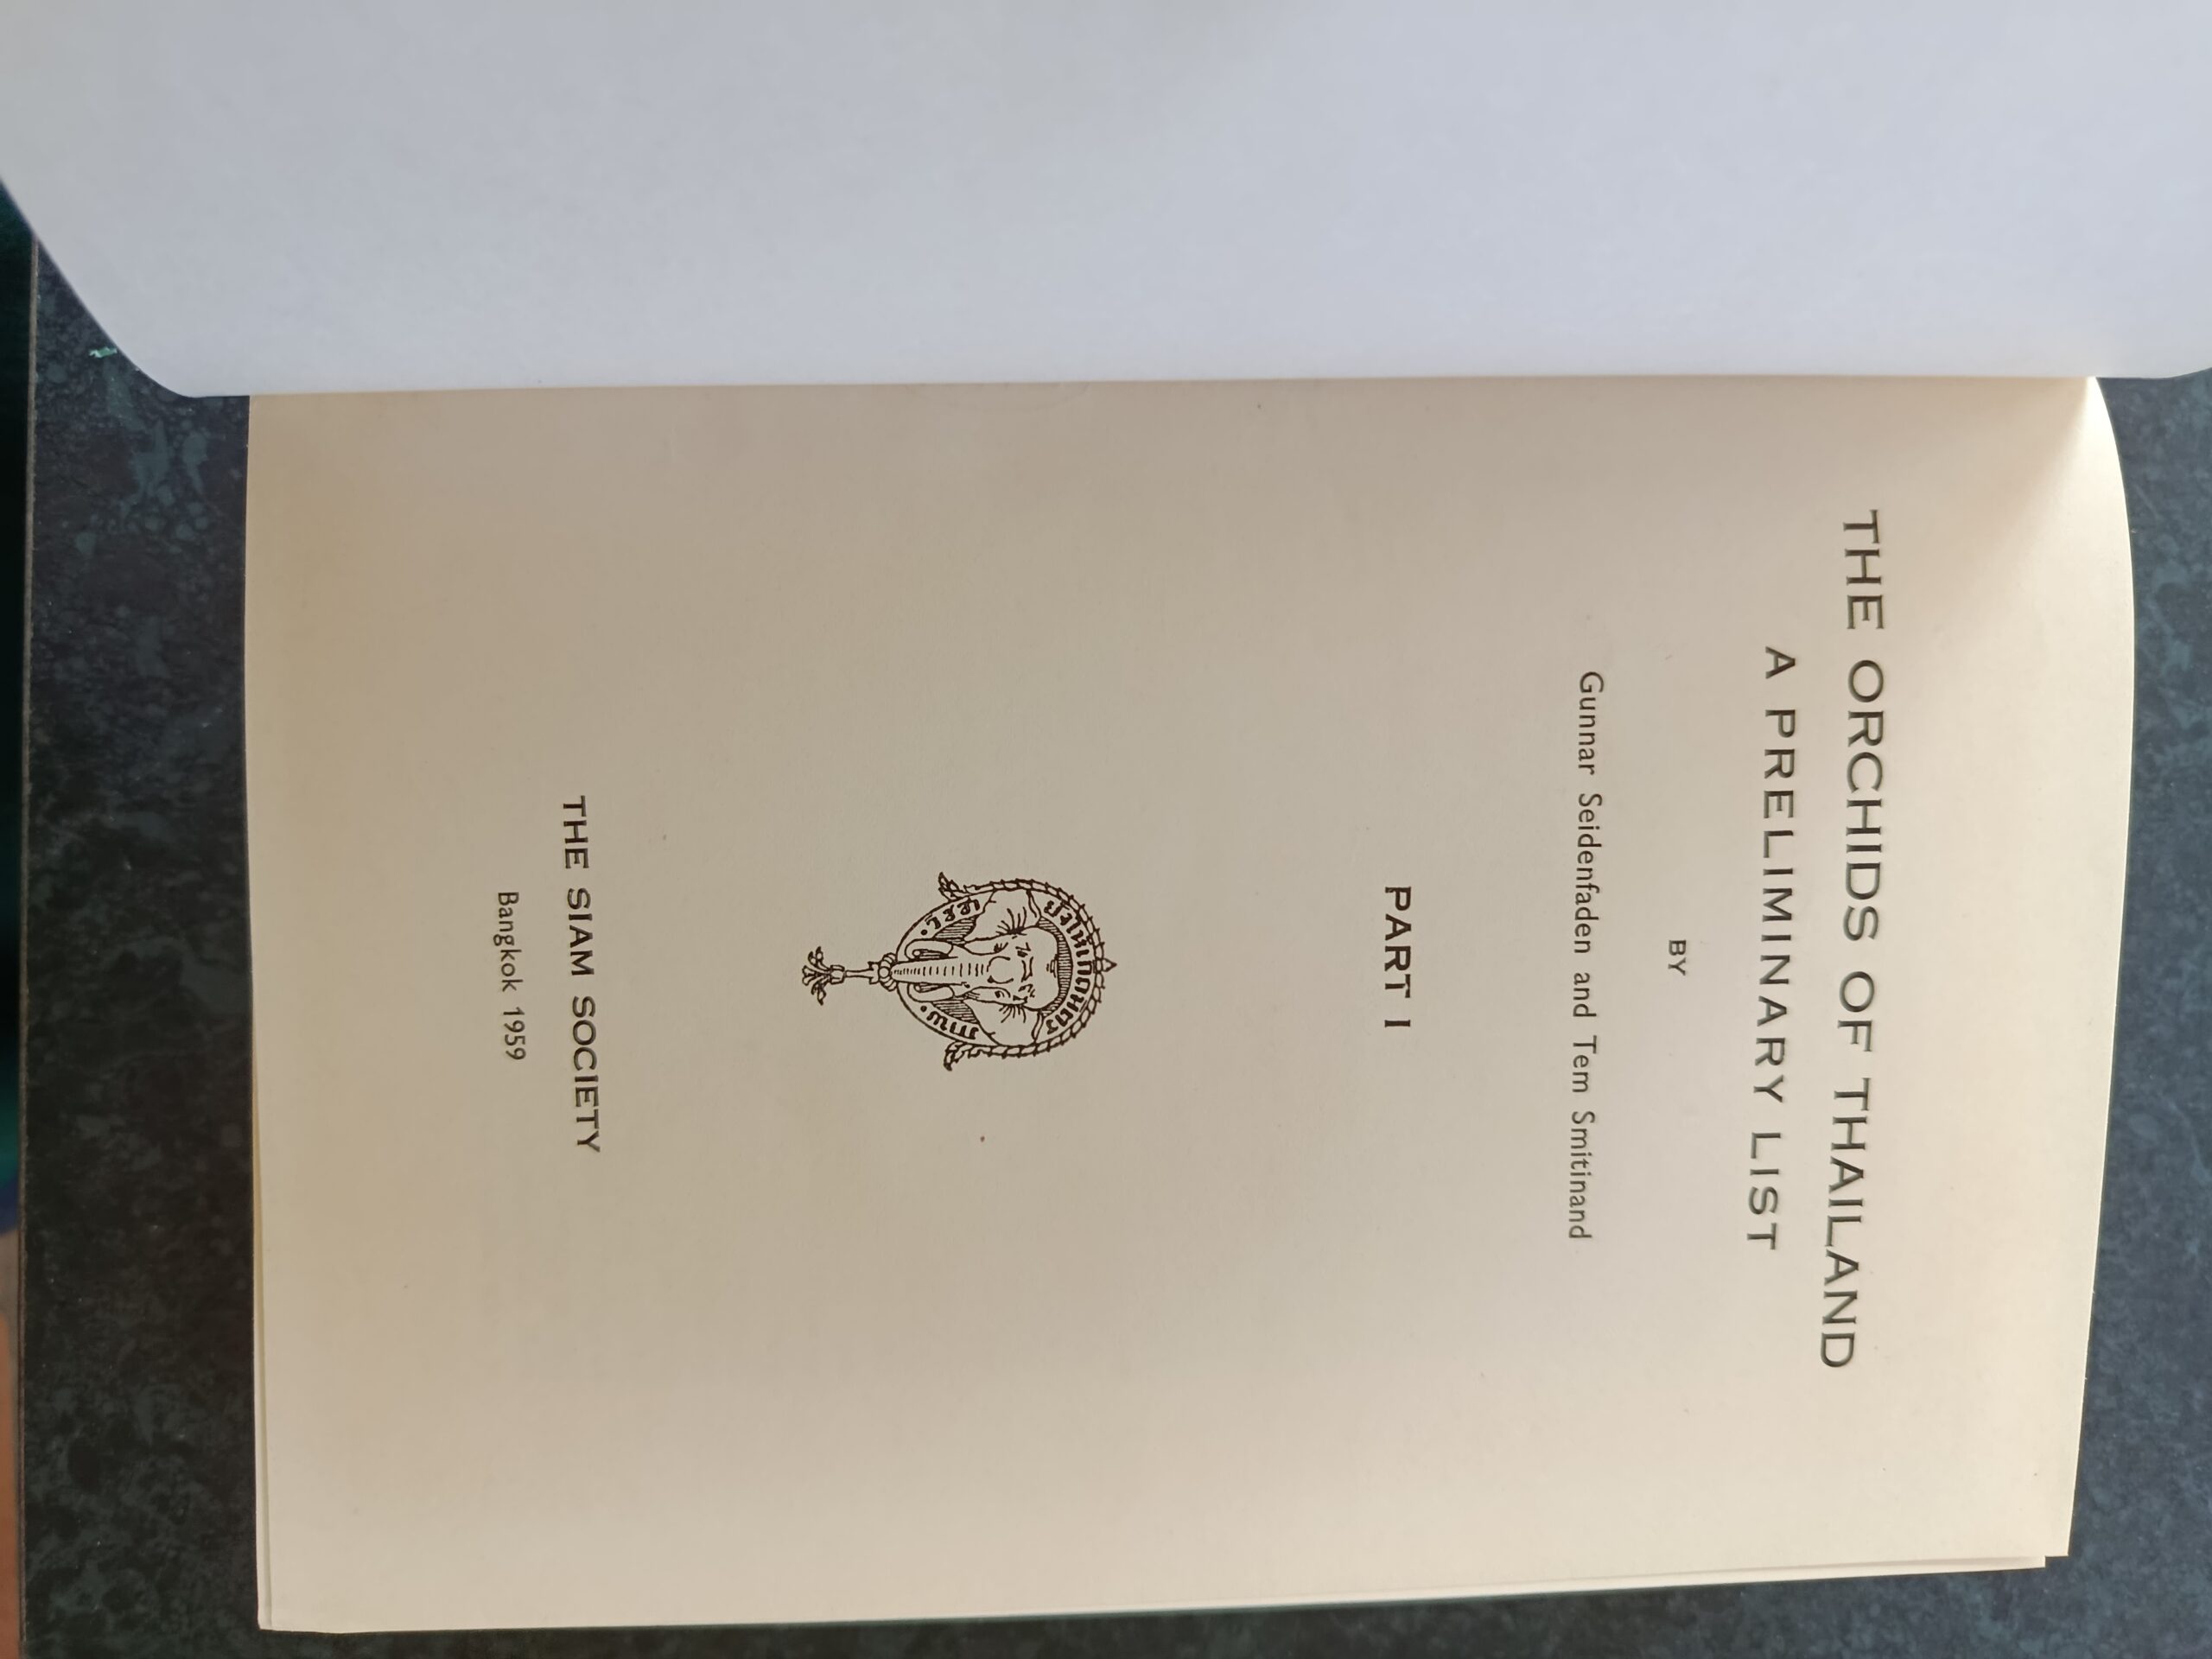 THE ORCHIDS OF THAILAND
A PRELIMINARY LIST
BY
Gunnar Seidenfaden and Tem Smitinand
PART I
THE SIAM SOCIETY
Bangkok 1959